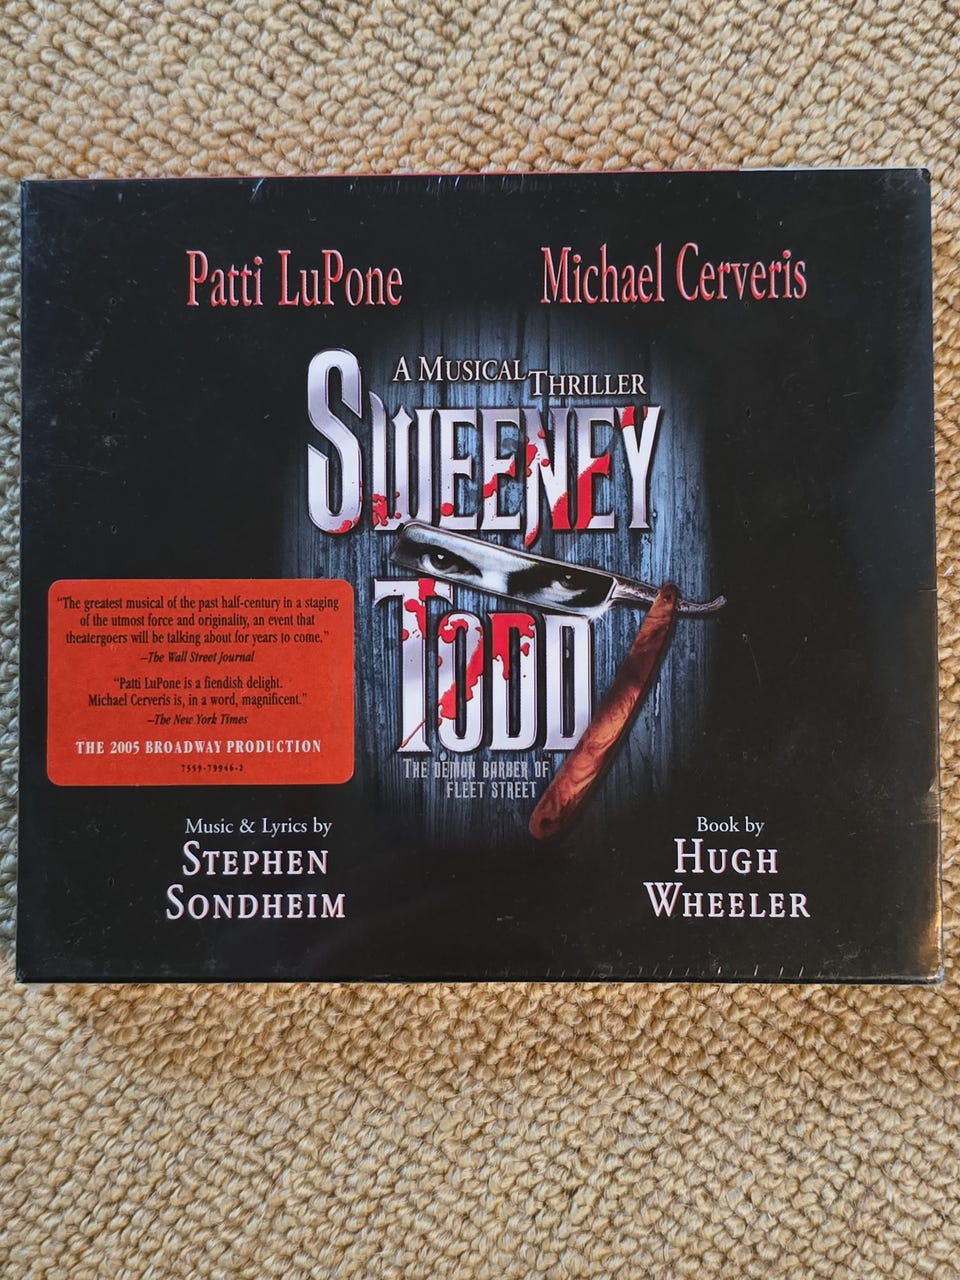 Patti LuPone
Michael Cerveris
A MUSICAL THRILLER
SWEENEY
TODD
THE DEMON BARBER OF
FLEET STREET
"The greatest musical of the past half-century in a staging
of the utmost force and originality, an event that
theatergoers will be talking about for years to come."
–The Wall Street Journal
"Patti LuPone is a fiendish delight.
Michael Cerveris is, in a word, magnificent."
–The New York Times
THE 2005 BROADWAY PRODUCTION
7559-79946-2
Music & Lyrics by
STEPHEN
SONDHEIM
Book by
HUGH
WHEELER